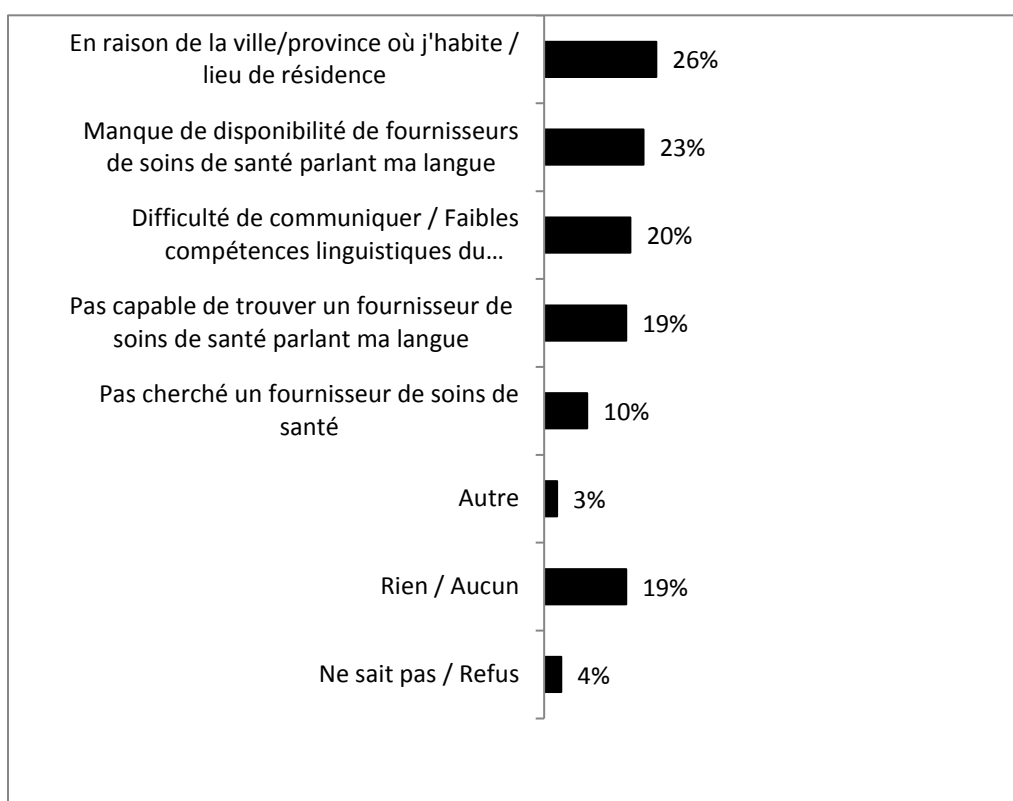 En raison de la ville/province où j'habite /
lieu de résidence
26%
Manque de disponibilité de fournisseurs
de soins de santé parlant ma langue
23%
Difficulté de communiquer / Faibles
compétences linguistiques du…
20%
Pas capable de trouver un fournisseur de
soins de santé parlant ma langue
19%
Pas cherché un fournisseur de soins de
santé
10%
Autre
3%
Rien / Aucun
19%
Ne sait pas / Refus
4%